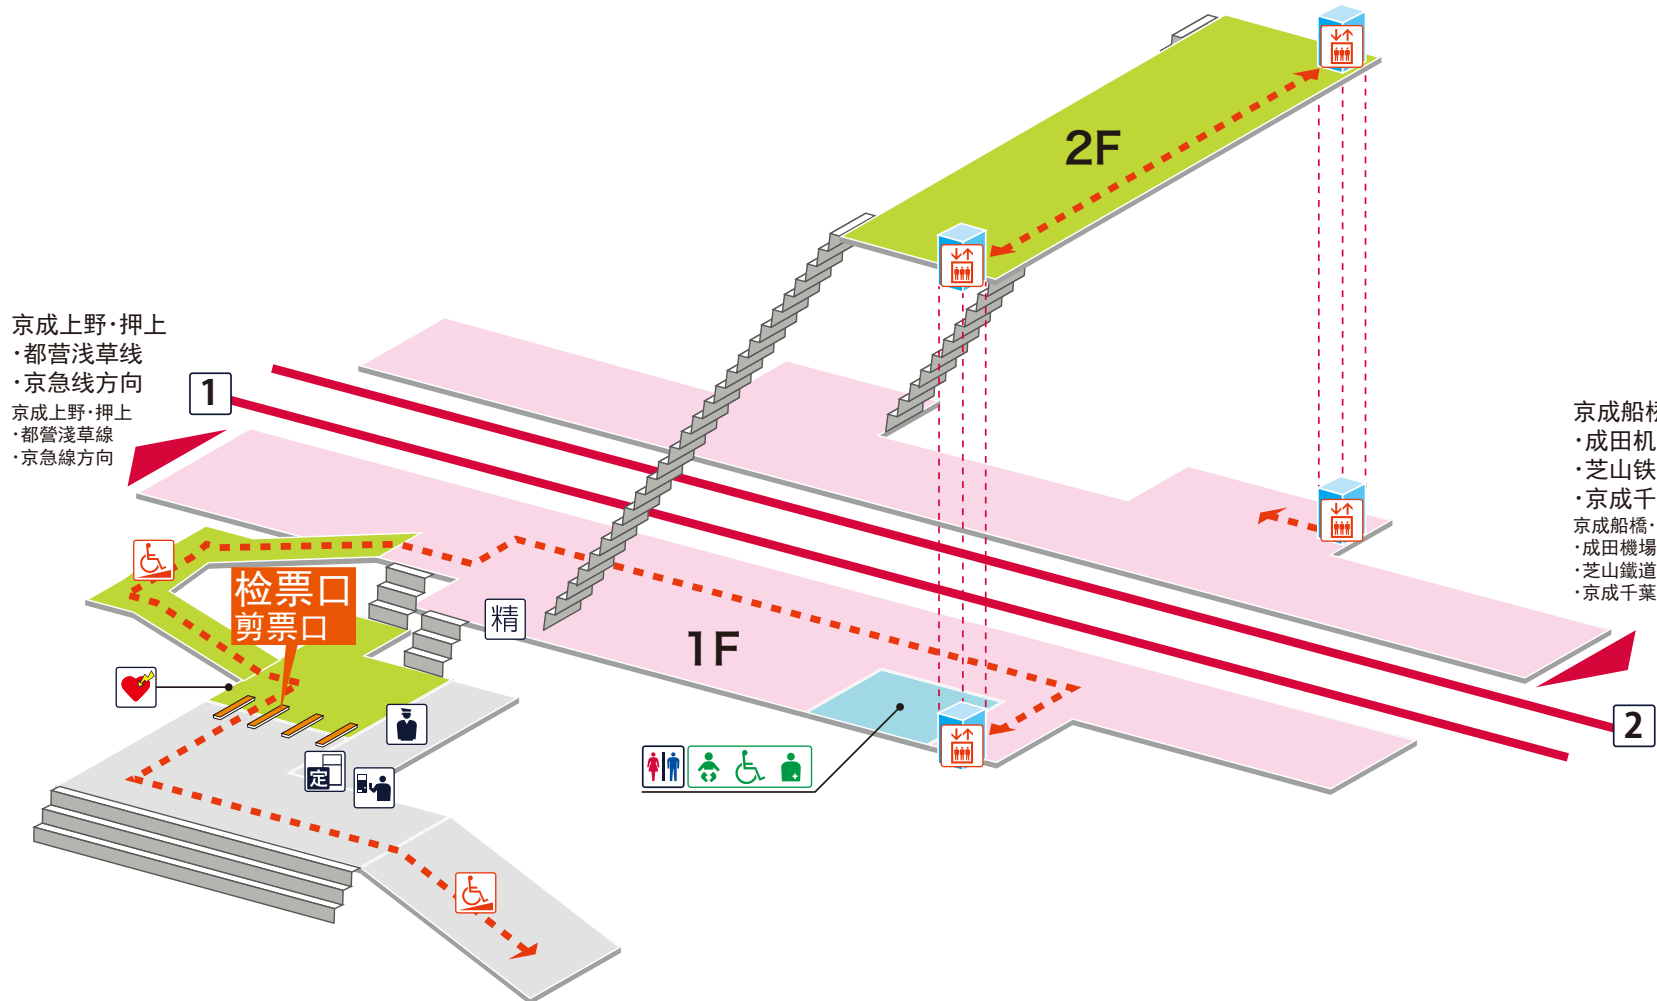 2F
京成上野·押上
·都营浅草线
·京急线方向
京成上野·押上
·都營淺草線
·京急線方向
1
京成船
·成田机
·芝山铁
·京成千
京成船橋·
·成田機場
·芝山鐵道
·京成千葉
检票口
剪票口
精
1F
2
定